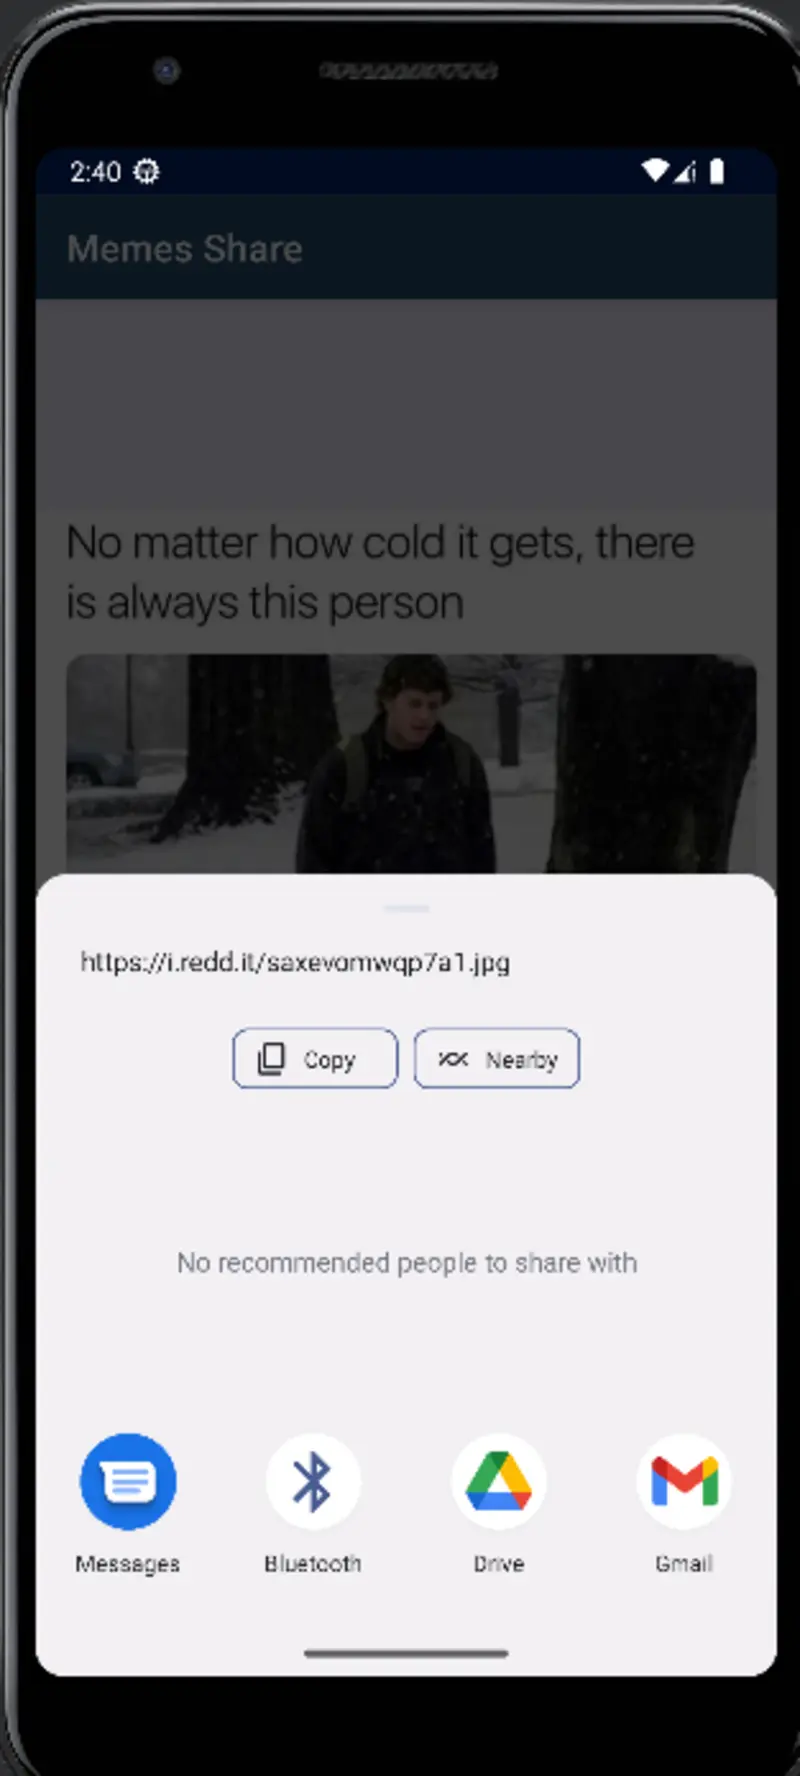 2:40
Memes Share
No matter how cold it gets, there
is always this person
https://i.redd.it/saxevomwqp7a1.jpg
Copy
Nearby
No recommended people to share with
Messages
Bluetooth
Drive
Gmail